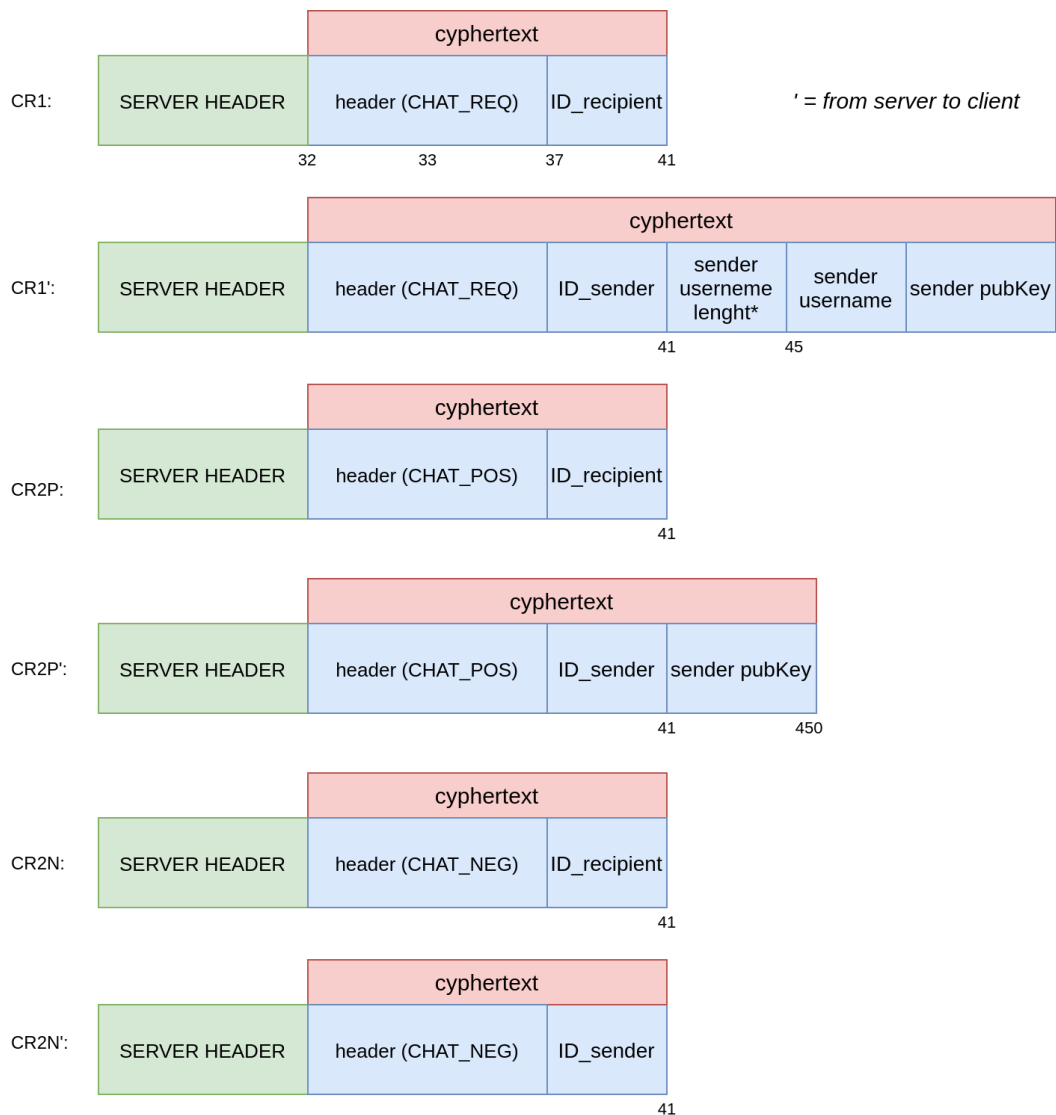 cyphertext
CR1:
SERVER HEADER
header (CHAT_REQ)
ID_recipient
' = from server to client
32
33
37
41
cyphertext
CR1':
SERVER HEADER
header (CHAT_REQ)
ID_sender
sender
userneme
lenght*
sender
username
sender pubKey
41
45
cyphertext
CR2P:
SERVER HEADER
header (CHAT_POS)
ID_recipient
41
cyphertext
CR2P':
SERVER HEADER
header (CHAT_POS)
ID_sender
sender pubKey
41
450
cyphertext
CR2N:
SERVER HEADER
header (CHAT_NEG)
ID_recipient
41
cyphertext
CR2N':
SERVER HEADER
header (CHAT_NEG)
ID_sender
41